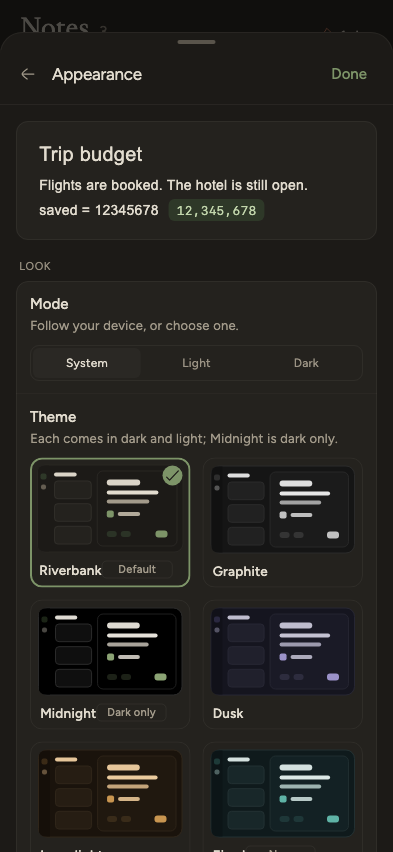 Notes
Appearance
Done
Trip budget
Flights are booked. The hotel is still open.
saved = 12345678 12,345,678
LOOK
Mode
Follow your device, or choose one.
System Light Dark
Theme
Each comes in dark and light; Midnight is dark only.
Riverbank Default
Graphite
Midnight Dark only
Dusk